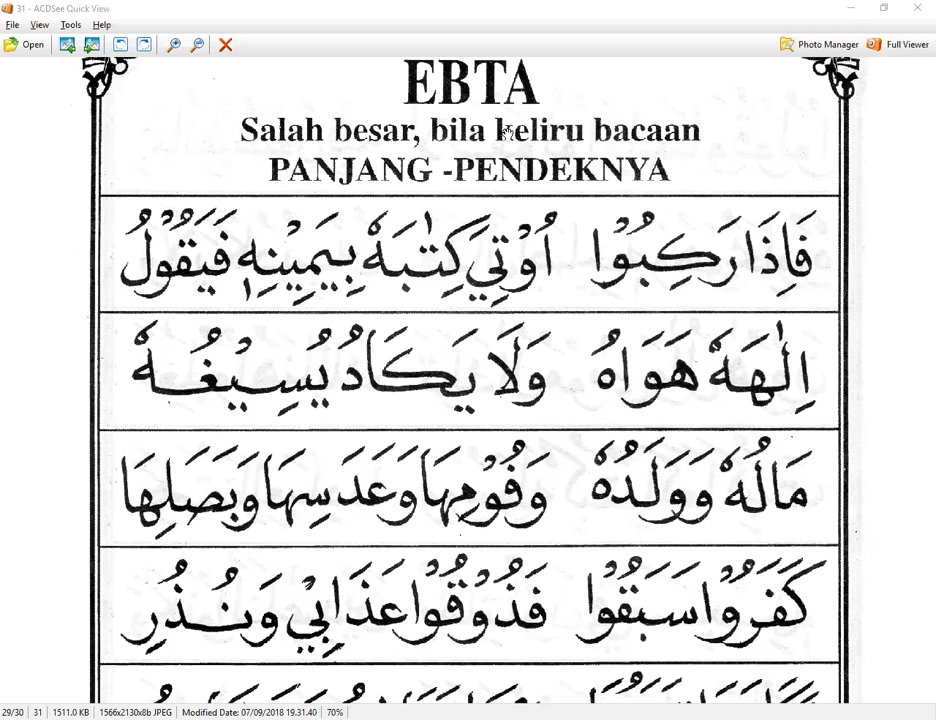 31 - ACDSee Quick View
File View Tools Help
Open Photo Manager Full Viewer
EBTA
Salah besar, bila keliru bacaan
PANJANG -PENDEKNYA
فَاِذَا رَكِبُوْا اُوْتِيَ كِتٰبَهٗ بِيَمِيْنِهٖ فَيَقُوْلُ
اِلٰهَهٗ هَوَاهُ وَلَا يَكَادُ يُسِيْغُهٗ
مَالُهٗ وَوَلَدُهٗ وَفُوْمِهَا وَعَدَسِهَا وَبَصَلِهَا
كَفَرُوْا سَبَقُوْا فَذُوْقُوْا عَذَابِيْ وَنُذُرِ
29/30 31 1511.0 KB 1566x2130x8b JPEG Modified Date: 07/09/2018 19.31.40 70%